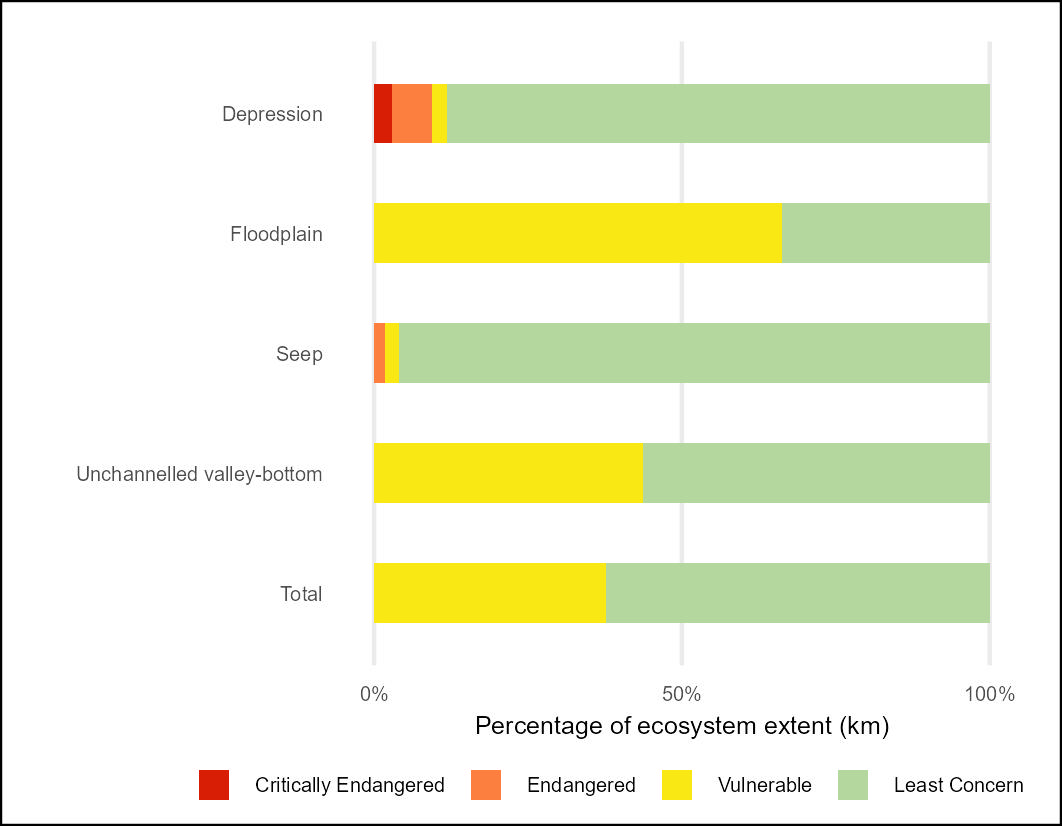 Depression
Floodplain
Seep
Unchannelled valley-bottom
Total
0% 50% 100%
Percentage of ecosystem extent (km)
Critically Endangered Endangered Vulnerable Least Concern